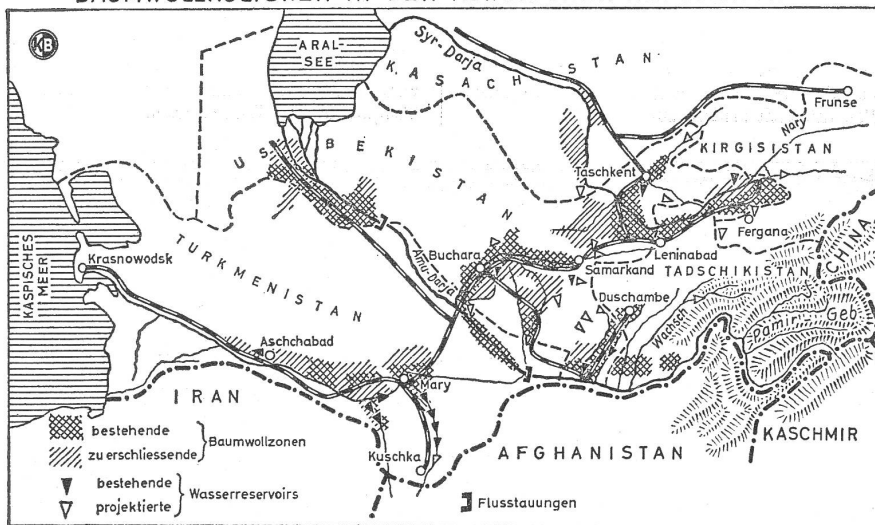 KB
ARAL-
SEE
Syr-Darja
KASACHSTAN
Frunse
Nary
KIRGISISTAN
USBEKISTAN
Taschkent
Fergana
CHINA
KASPISCHES
MEER
Krasnowodsk
TURKMENISTAN
Amu-Darja
Buchara
Samarkand
Leninabad
TADSCHIKISTAN
Duschambe
Wachsch
Pamir-Geb.
Aschchabad
Mary
IRAN
Kuschka
AFGHANISTAN
KASCHMIR
bestehende
zu erschliessende
Baumwollzonen
bestehende
projektierte
Wasserreservoirs
Flusstauungen